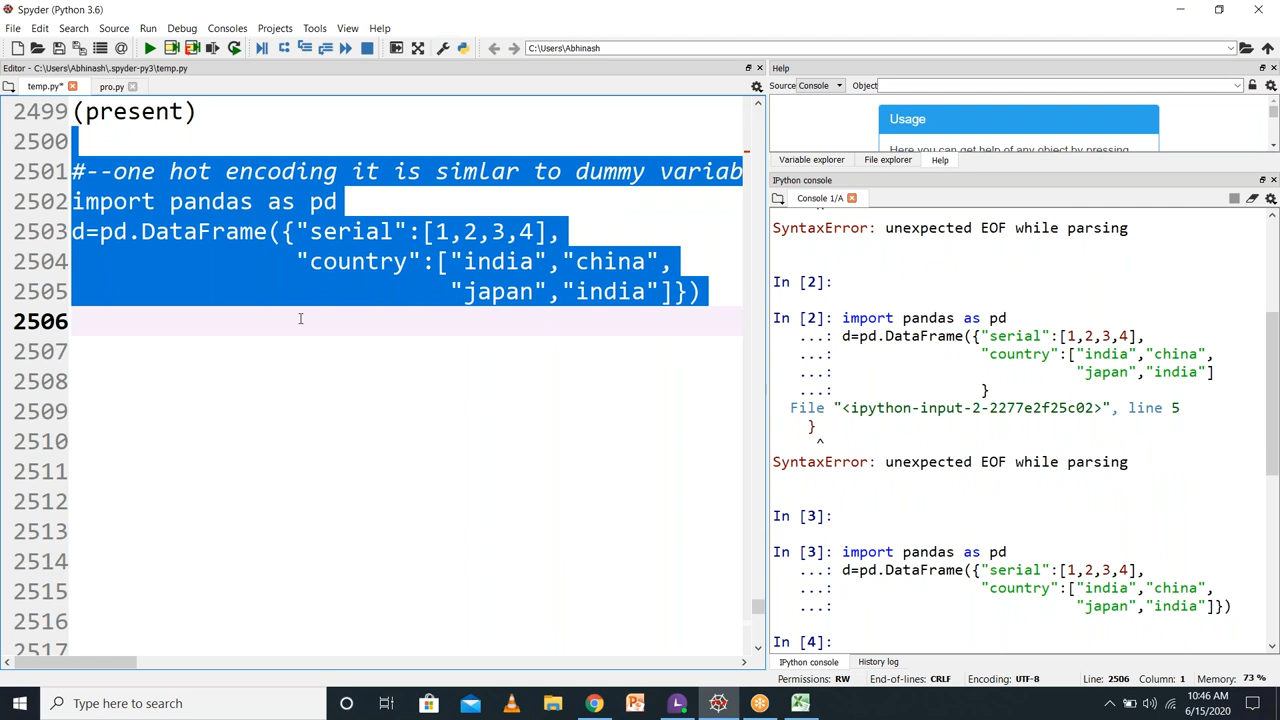 Spyder (Python 3.6)
File Edit Search Source Run Debug Consoles Projects Tools View Help
C:\Users\Abhinash
Editor - C:\Users\Abhinash\.spyder-py3\temp.py
temp.py* pro.py
2499 (present)
2500
2501 #--one hot encoding it is simlar to dummy variab
2502 import pandas as pd
2503 d=pd.DataFrame({"serial":[1,2,3,4],
2504 "country":["india","china",
2505 "japan","india"]})
2506
2507
2508
2509
2510
2511
2512
2513
2514
2515
2516
2517
Help
Source Console Object
Usage
Here you can get help of any object by pressing
Variable explorer File explorer Help
IPython console
Console 1/A
^
SyntaxError: unexpected EOF while parsing
In [2]:
In [2]: import pandas as pd
...: d=pd.DataFrame({"serial":[1,2,3,4],
...: "country":["india","china",
...: "japan","india"]
...: }
File "<ipython-input-2-2277e2f25c02>", line 5
}
^
SyntaxError: unexpected EOF while parsing
In [3]:
In [3]: import pandas as pd
...: d=pd.DataFrame({"serial":[1,2,3,4],
...: "country":["india","china",
...: "japan","india"]})
In [4]:
IPython console History log
Permissions: RW End-of-lines: CRLF Encoding: UTF-8 Line: 2506 Column: 1 Memory: 73 %
Type here to search
10:46 AM
6/15/2020